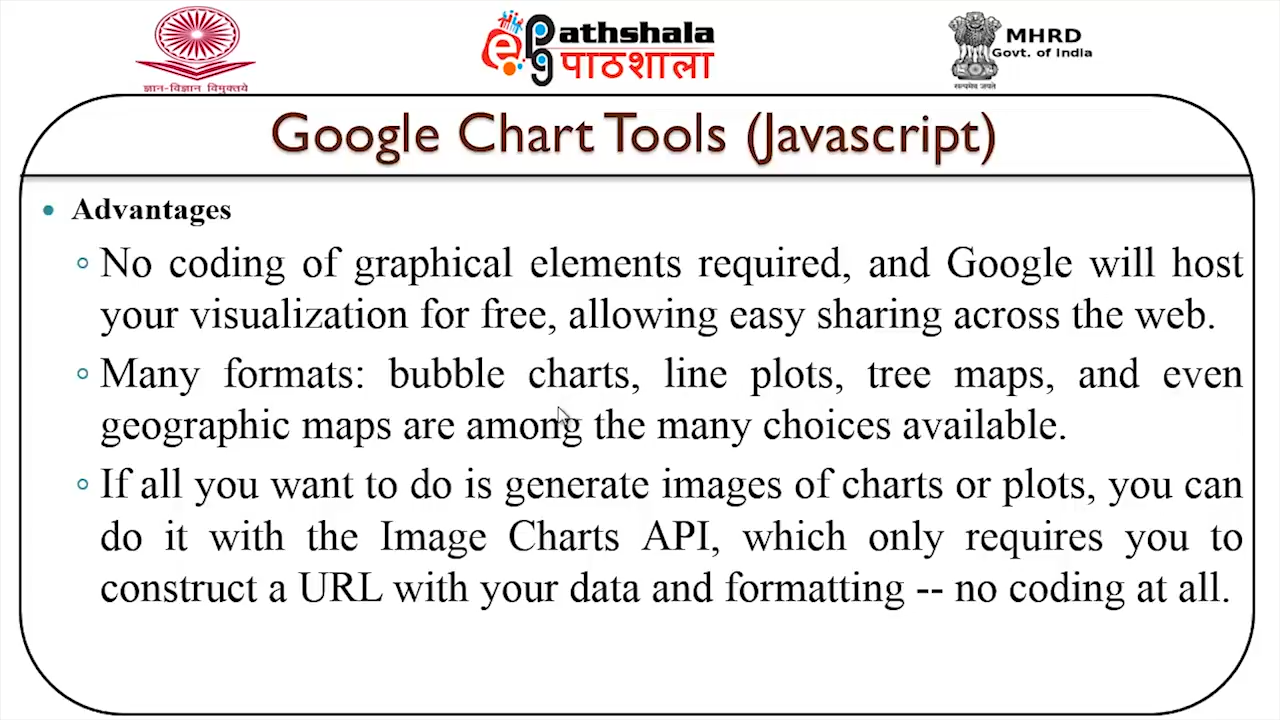 ज्ञान-विज्ञान विमुक्तये
ePathshala
पाठशाला
MHRD
Govt. of India
सत्यमेव जयते
Google Chart Tools (Javascript)
• Advantages
No coding of graphical elements required, and Google will host
your visualization for free, allowing easy sharing across the web.
Many formats: bubble charts, line plots, tree maps, and even
geographic maps are among the many choices available.
If all you want to do is generate images of charts or plots, you can
do it with the Image Charts API, which only requires you to
construct a URL with your data and formatting -- no coding at all.